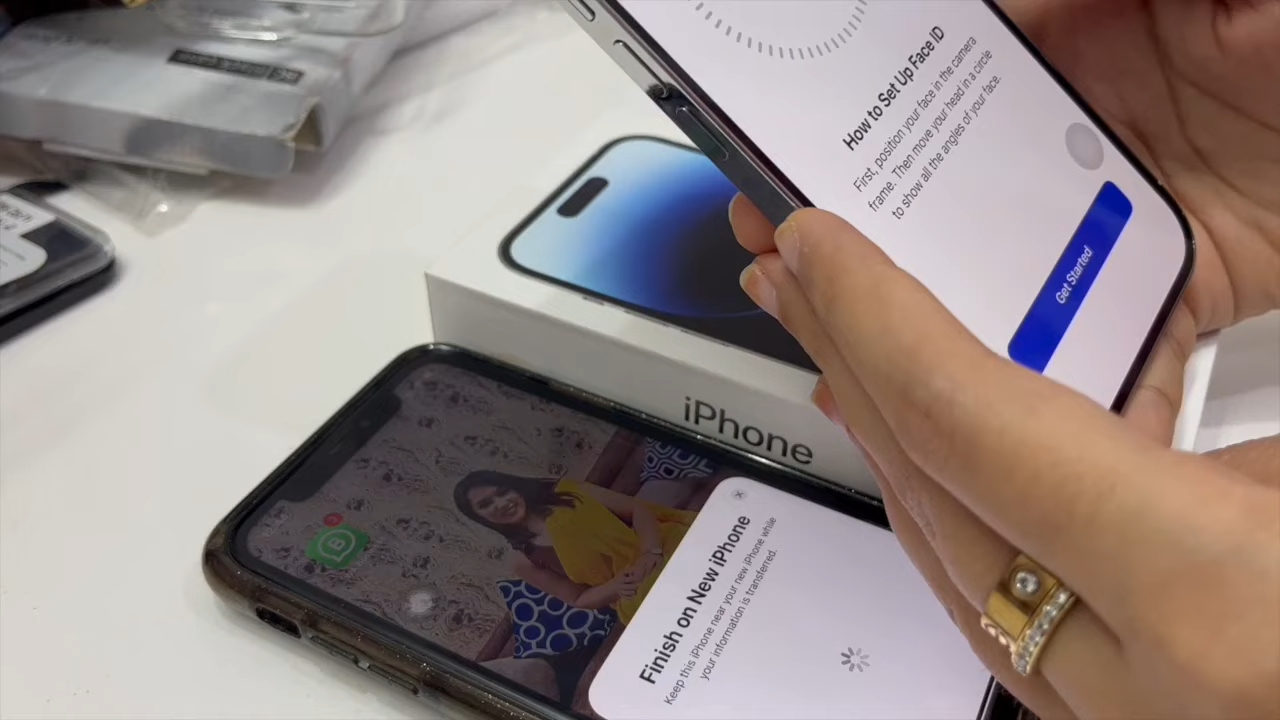 How to Set Up Face ID
First, position your face in the camera
frame. Then move your head in a circle
to show all the angles of your face.
Get Started
iPhone
Finish on New iPhone
Keep this iPhone near your new iPhone while
your information is transferred.
B